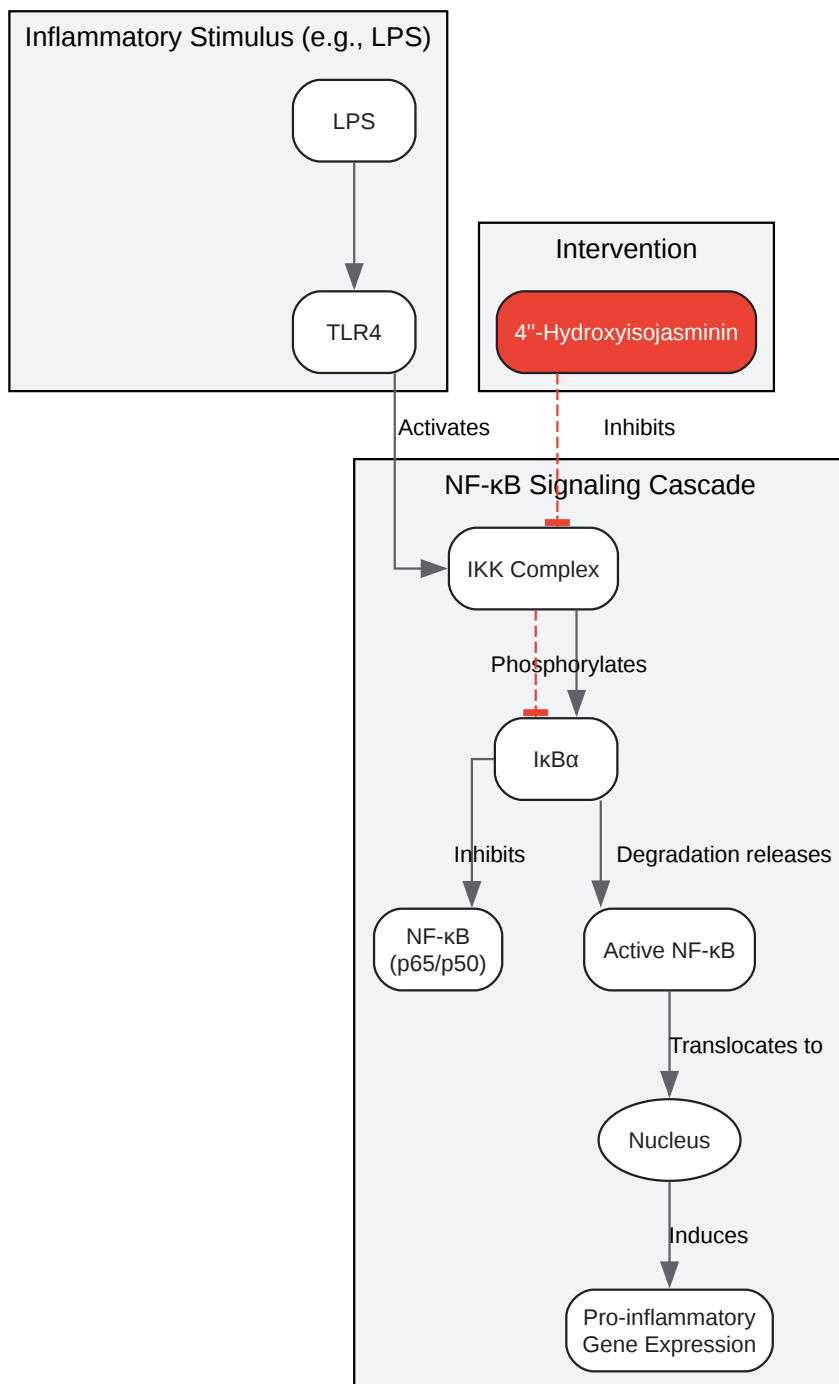 Inflammatory Stimulus (e.g., LPS)
LPS
TLR4
Intervention
4"-Hydroxyisojasminin
Activates
Inhibits
NF-κB Signaling Cascade
IKK Complex
Phosphorylates
IκBα
Inhibits
Degradation releases
NF-κB
(p65/p50)
Active NF-κB
Translocates to
Nucleus
Induces
Pro-inflammatory
Gene Expression